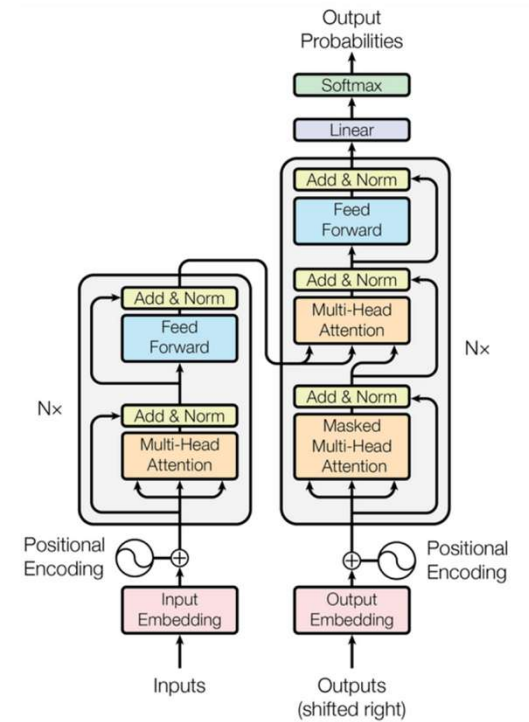 Output
Probabilities
Softmax
Linear
Add & Norm
Feed
Forward
Add & Norm
Multi-Head
Attention
Add & Norm
Masked
Multi-Head
Attention
Nx
Add & Norm
Feed
Forward
Add & Norm
Multi-Head
Attention
Nx
Positional
Encoding
Positional
Encoding
Input
Embedding
Output
Embedding
Inputs
Outputs
(shifted right)